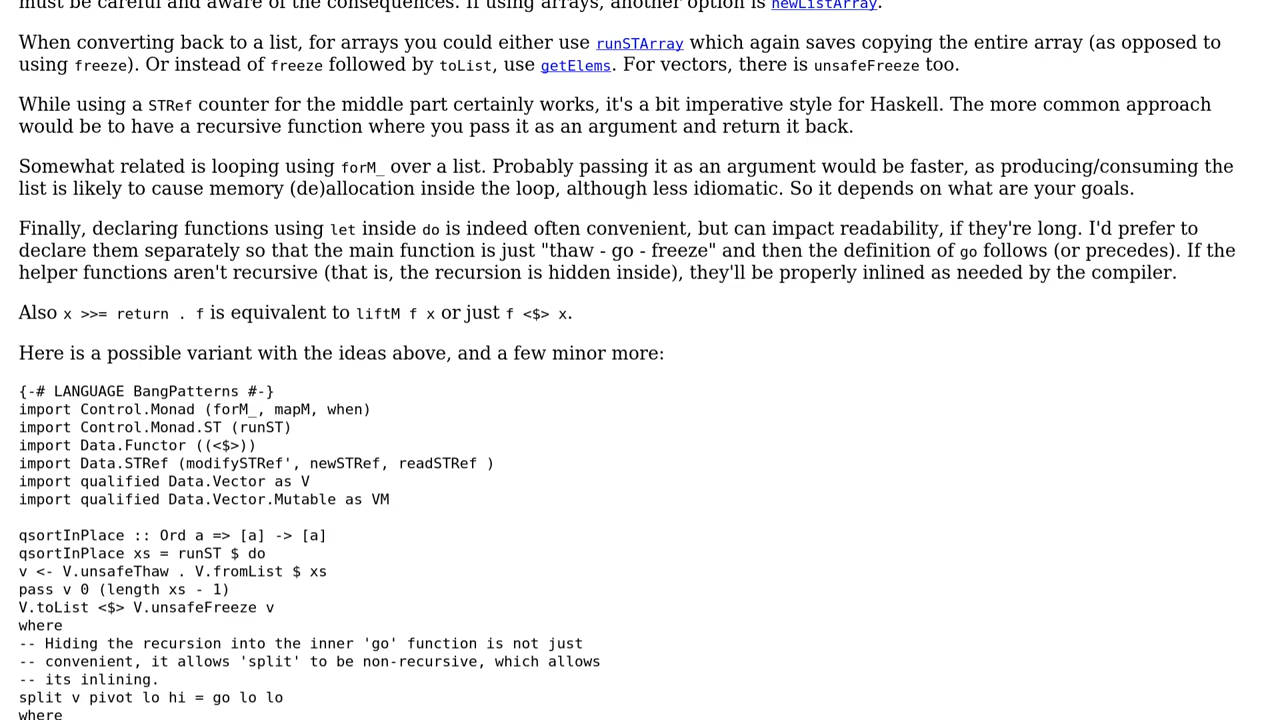 must be careful and aware of the consequences. If using arrays, another option is newListArray.
When converting back to a list, for arrays you could either use runSTArray which again saves copying the entire array (as opposed to
using freeze). Or instead of freeze followed by toList, use getElems. For vectors, there is unsafeFreeze too.
While using a STRef counter for the middle part certainly works, it's a bit imperative style for Haskell. The more common approach
would be to have a recursive function where you pass it as an argument and return it back.
Somewhat related is looping using forM_ over a list. Probably passing it as an argument would be faster, as producing/consuming the
list is likely to cause memory (de)allocation inside the loop, although less idiomatic. So it depends on what are your goals.
Finally, declaring functions using let inside do is indeed often convenient, but can impact readability, if they're long. I'd prefer to
declare them separately so that the main function is just "thaw - go - freeze" and then the definition of go follows (or precedes). If the
helper functions aren't recursive (that is, the recursion is hidden inside), they'll be properly inlined as needed by the compiler.
Also x >>= return . f is equivalent to liftM f x or just f <$> x.
Here is a possible variant with the ideas above, and a few minor more:
{-# LANGUAGE BangPatterns #-}
import Control.Monad (forM_, mapM, when)
import Control.Monad.ST (runST)
import Data.Functor ((<$>))
import Data.STRef (modifySTRef', newSTRef, readSTRef )
import qualified Data.Vector as V
import qualified Data.Vector.Mutable as VM
qsortInPlace :: Ord a => [a] -> [a]
qsortInPlace xs = runST $ do
v <- V.unsafeThaw . V.fromList $ xs
pass v 0 (length xs - 1)
V.toList <$> V.unsafeFreeze v
where
-- Hiding the recursion into the inner 'go' function is not just
-- convenient, it allows 'split' to be non-recursive, which allows
-- its inlining.
split v pivot lo hi = go lo lo
where